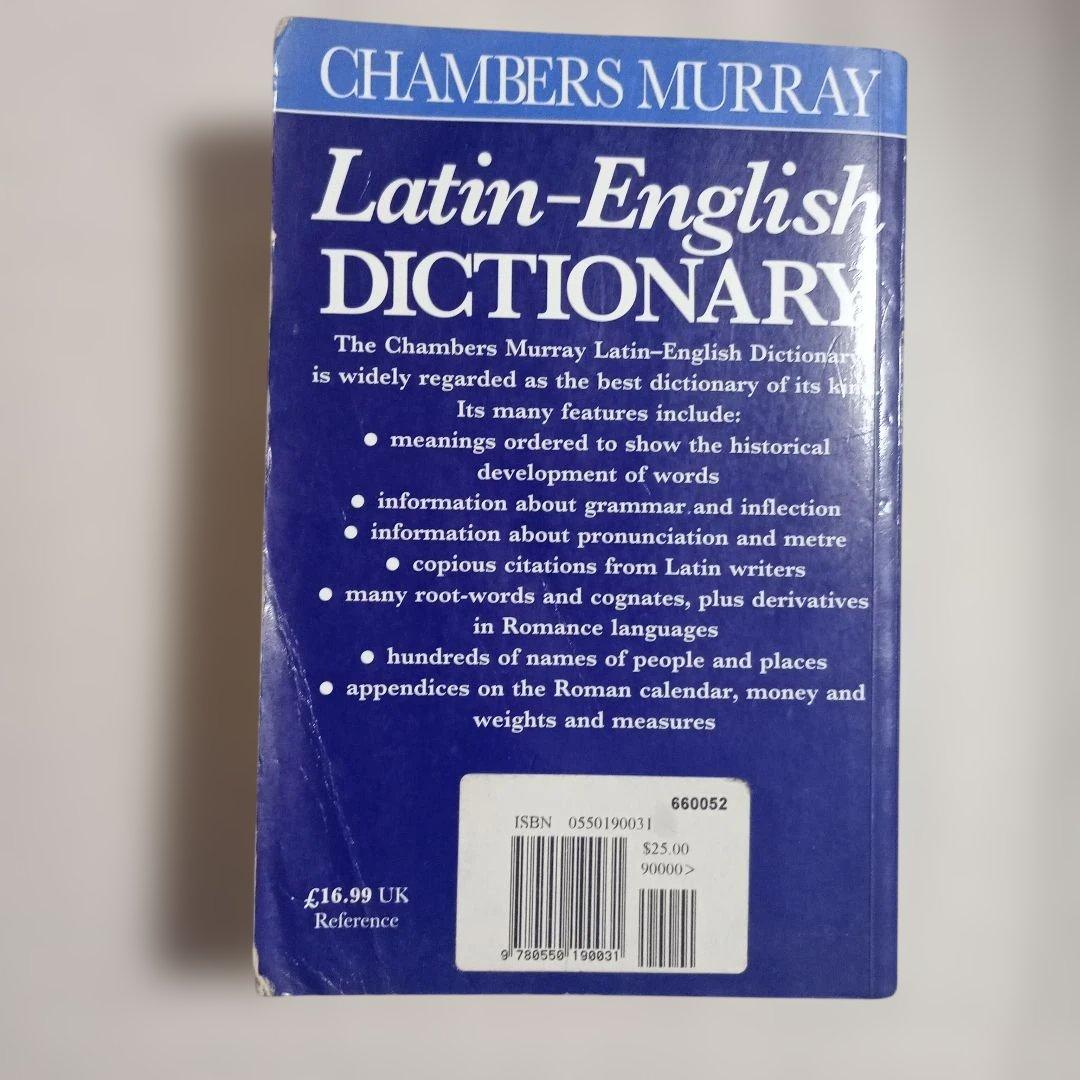 CHAMBERS MURRAY
Latin–English
DICTIONARY
The Chambers Murray Latin–English Dictionary
is widely regarded as the best dictionary of its
Its many features include:
● meanings ordered to show the historical
development of words
● information about grammar and inflection
● information about pronunciation and metre
● copious citations from Latin writers
● many root-words and cognates, plus derivatives
in Romance languages
● hundreds of names of people and places
● appendices on the Roman calendar, money and
weights and measures
660052
ISBN 0550190031
$25.00
90000>
£16.99 UK
Reference
9 780550 190031